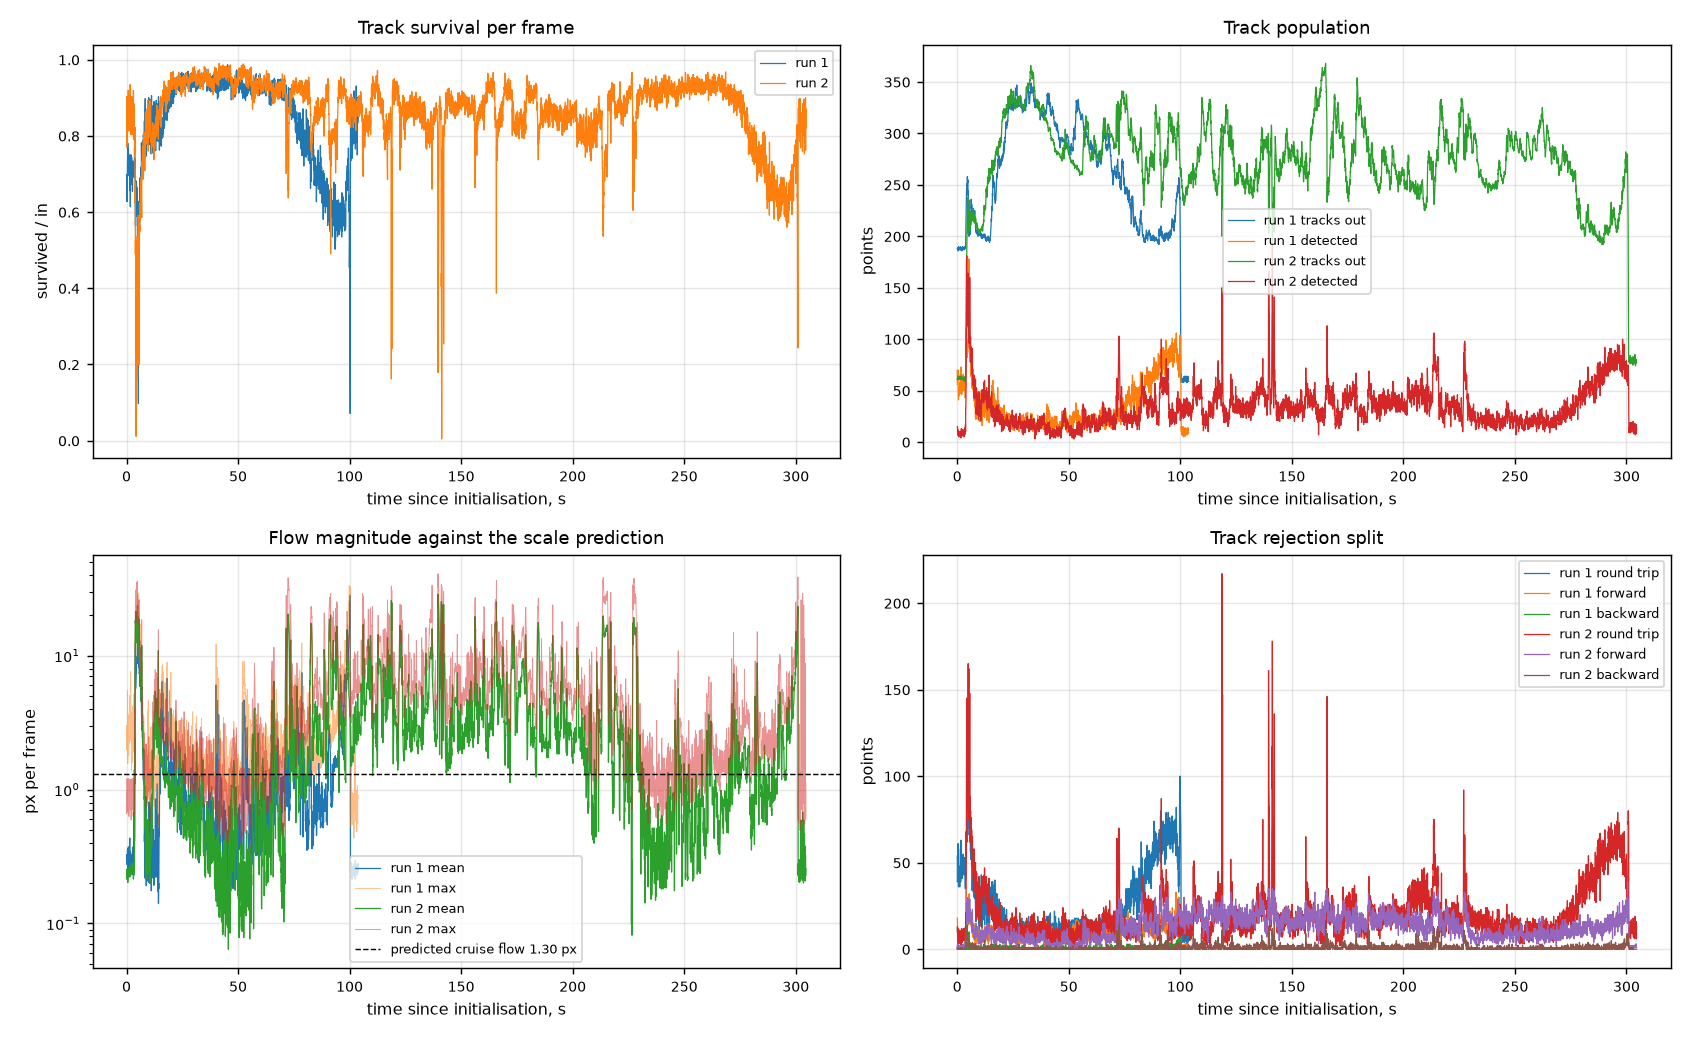 Track survival per frame
survived / in
1.0
0.8
0.6
0.4
0.2
0.0
run 1
run 2
0 50 100 150 200 250 300
time since initialisation, s
Track population
points
350
300
250
200
150
100
50
0
run 1 tracks out
run 1 detected
run 2 tracks out
run 2 detected
0 50 100 150 200 250 300
time since initialisation, s
Flow magnitude against the scale prediction
px per frame
10¹
10⁰
10⁻¹
run 1 mean
run 1 max
run 2 mean
run 2 max
predicted cruise flow 1.30 px
0 50 100 150 200 250 300
time since initialisation, s
Track rejection split
points
200
150
100
50
0
run 1 round trip
run 1 forward
run 1 backward
run 2 round trip
run 2 forward
run 2 backward
0 50 100 150 200 250 300
time since initialisation, s